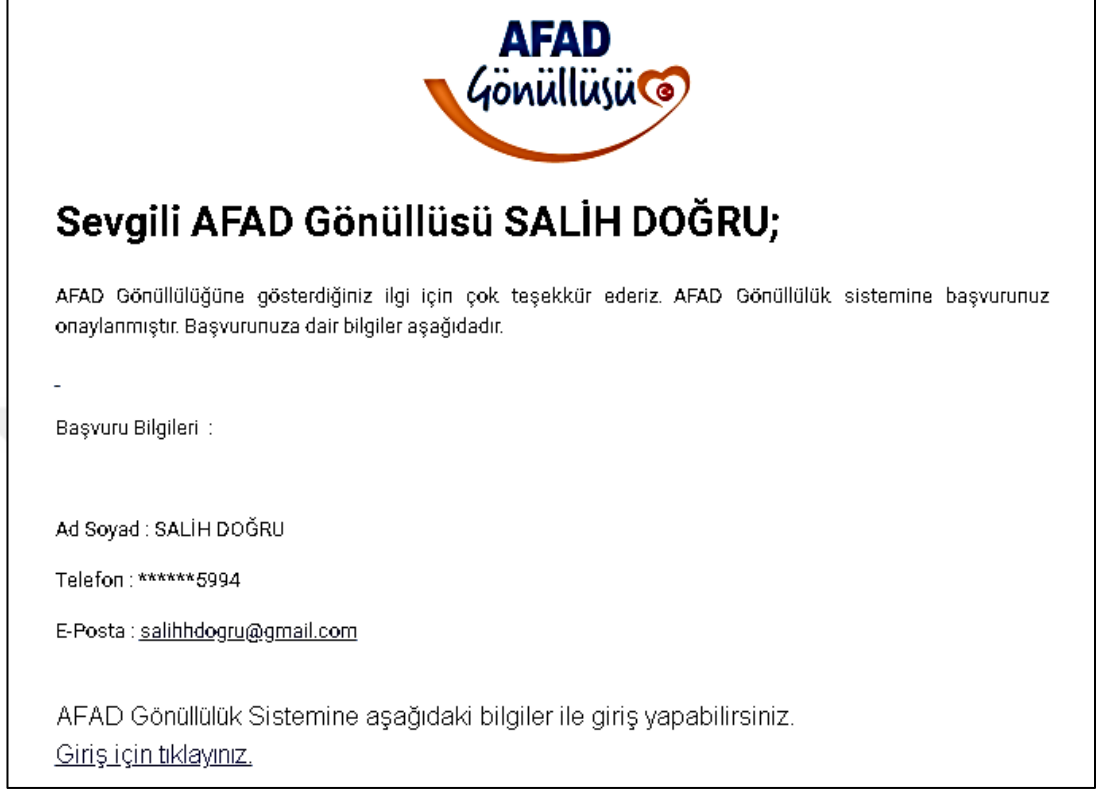 AFAD
Gönüllüsü
Sevgili AFAD Gönüllüsü SALİH DOĞRU;
AFAD Gönüllülüğüne gösterdiğiniz ilgi için çok teşekkür ederiz. AFAD Gönüllülük sistemine başvurunuz
onaylanmıştır. Başvurunuza dair bilgiler aşağıdadır.
-
Başvuru Bilgileri :
Ad Soyad : SALİH DOĞRU
Telefon : ******5994
E-Posta : salihhdogru@gmail.com
AFAD Gönüllülük Sistemine aşağıdaki bilgiler ile giriş yapabilirsiniz.
Giriş için tıklayınız.